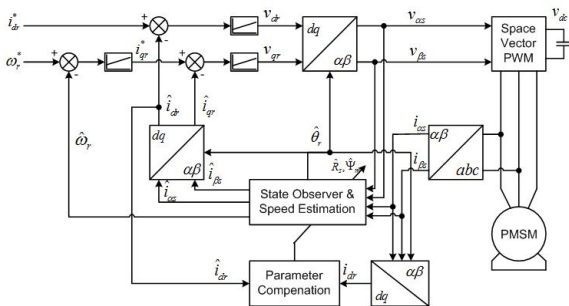 i*dr
vdr
dq
αβ
vαs
Space Vector PWM
vdc
ω*r
i*qr
vqr
vβs
îdr
îqr
ω̂r
θ̂r
dq
αβ
iαs
αβ
abc
R̂s,Ψ̂m
îβs
iβs
îαs
State Observer & Speed Estimation
PMSM
îdr
Parameter Compenation
idr
αβ
dq